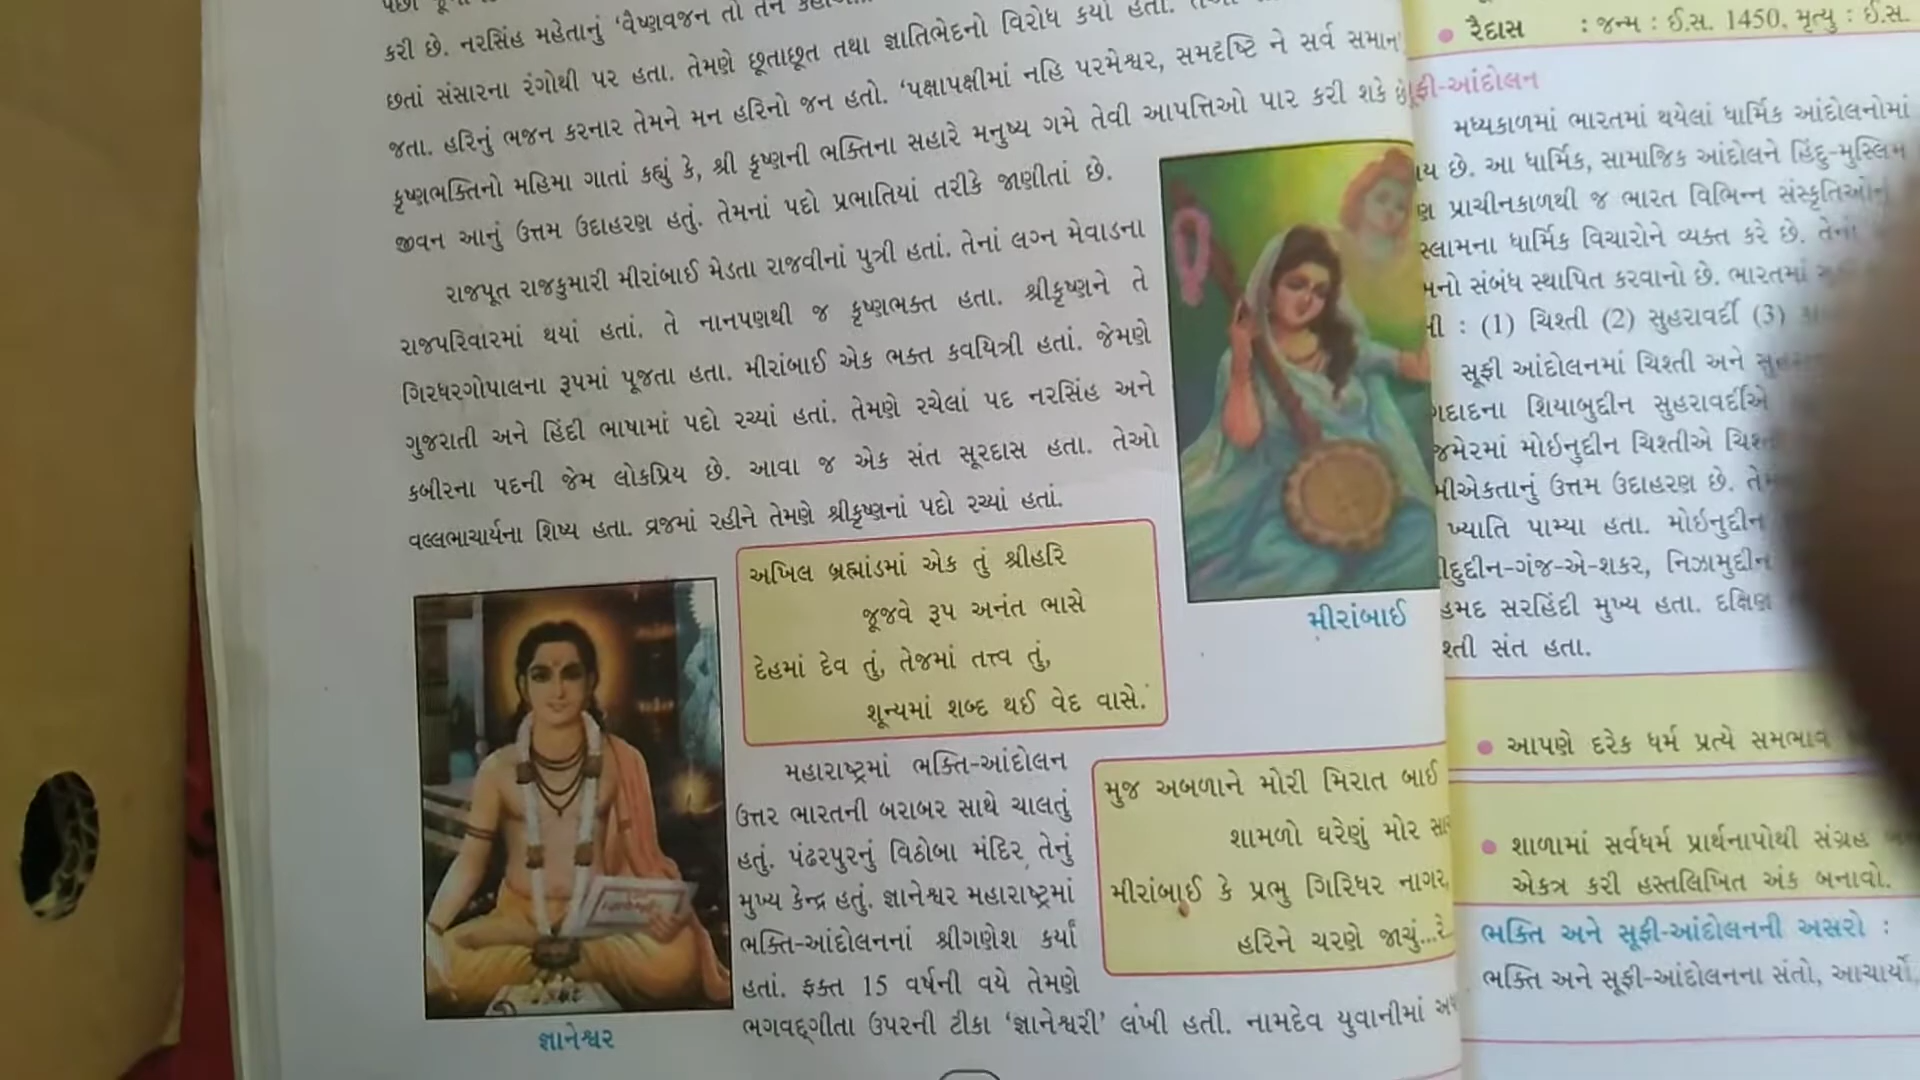 કરી છે. નરસિંહ મહેતાનું ‘વૈષ્ણવજન તો તેને
છતાં સંસારના રંગોથી પર હતા. તેમણે છૂતાછૂત તથા જ્ઞાતિભેદનો વિરોધ કર્યો હતો.
જતા. હરિનું ભજન કરનાર તેમને મન હરિનો જન હતો. ‘પક્ષાપક્ષીમાં નહિ પરમેશ્વર, સમદૃષ્ટિ ને સર્વ સમાન’
કૃષ્ણભક્તિનો મહિમા ગાતાં કહ્યું કે, શ્રી કૃષ્ણની ભક્તિના સહારે મનુષ્ય ગમે તેવી આપત્તિઓ પાર કરી શકે છે
જીવન આનું ઉત્તમ ઉદાહરણ હતું. તેમનાં પદો પ્રભાતિયાં તરીકે જાણીતાં છે.
રાજપૂત રાજકુમારી મીરાંબાઈ મેડતા રાજવીનાં પુત્રી હતાં. તેનાં લગ્ન મેવાડના
રાજપરિવારમાં થયાં હતાં. તે નાનપણથી જ કૃષ્ણભક્ત હતા. શ્રીકૃષ્ણને તે
ગિરધરગોપાલના રૂપમાં પૂજતા હતા. મીરાંબાઈ એક ભક્ત કવયિત્રી હતાં. જેમણે
ગુજરાતી અને હિંદી ભાષામાં પદો રચ્યાં હતાં. તેમણે રચેલાં પદ નરસિંહ અને
કબીરના પદની જેમ લોકપ્રિય છે. આવા જ એક સંત સૂરદાસ હતા. તેઓ
વલ્લભાચાર્યના શિષ્ય હતા. વ્રજમાં રહીને તેમણે શ્રીકૃષ્ણનાં પદો રચ્યાં હતાં.
મીરાંબાઈ
અખિલ બ્રહ્માંડમાં એક તું શ્રીહરિ
જૂજવે રૂપ અનંત ભાસે
દેહમાં દેવ તું, તેજમાં તત્ત્વ તું,
શૂન્યમાં શબ્દ થઈ વેદ વાસે.
મહારાષ્ટ્રમાં ભક્તિ-આંદોલન
ઉત્તર ભારતની બરાબર સાથે ચાલતું
હતું. પંઢરપુરનું વિઠોબા મંદિર તેનું
મુખ્ય કેન્દ્ર હતું. જ્ઞાનેશ્વર મહારાષ્ટ્રમાં
ભક્તિ-આંદોલનનાં શ્રીગણેશ કર્યાં
હતાં. ફક્ત 15 વર્ષની વયે તેમણે
ભગવદ્ગીતા ઉપરની ટીકા ‘જ્ઞાનેશ્વરી’ લખી હતી. નામદેવ યુવાનીમાં
મુજ અબળાને મોરી મિરાત બાઈ
શામળો ઘરેણું મોર
મીરાંબાઈ કે પ્રભુ ગિરિધર નાગર,
હરિને ચરણે જાચું...રે
જ્ઞાનેશ્વર
રૈદાસ : જન્મ : ઈ.સ. 1450, મૃત્યુ : ઈ.સ.
આંદોલન
મધ્યકાળમાં ભારતમાં થયેલાં ધાર્મિક આંદોલનોમાં
છે. આ ધાર્મિક, સામાજિક આંદોલને હિંદુ-મુસ્લિમ
પ્રાચીનકાળથી જ ભારત વિભિન્ન
ધાર્મિક વિચારોને વ્યક્ત કરે છે.
સંબંધ સ્થાપિત કરવાનો છે. ભારતમાં
: (1) ચિશ્તી (2) સુહરાવર્દી (3)
સૂફી આંદોલનમાં ચિશ્તી અને
શિયાબુદ્દીન સુહરાવર્દીએ
મોઇનુદ્દીન ચિશ્તીએ
ઉત્તમ ઉદાહરણ છે.
ખ્યાતિ પામ્યા હતા. મોઇનુદ્દીન
નિઝામુદ્દીન
સરહિંદી મુખ્ય હતા. દક્ષિણ
સંત હતા.
આપણે દરેક ધર્મ પ્રત્યે સમભાવ
શાળામાં સર્વધર્મ પ્રાર્થનાપોથી સંગ્રહ
એકત્ર કરી હસ્તલિખિત અંક બનાવો.
ભક્તિ અને સૂફી-આંદોલનની અસરો :
ભક્તિ અને સૂફી-આંદોલનના સંતો, આચાર્યો,